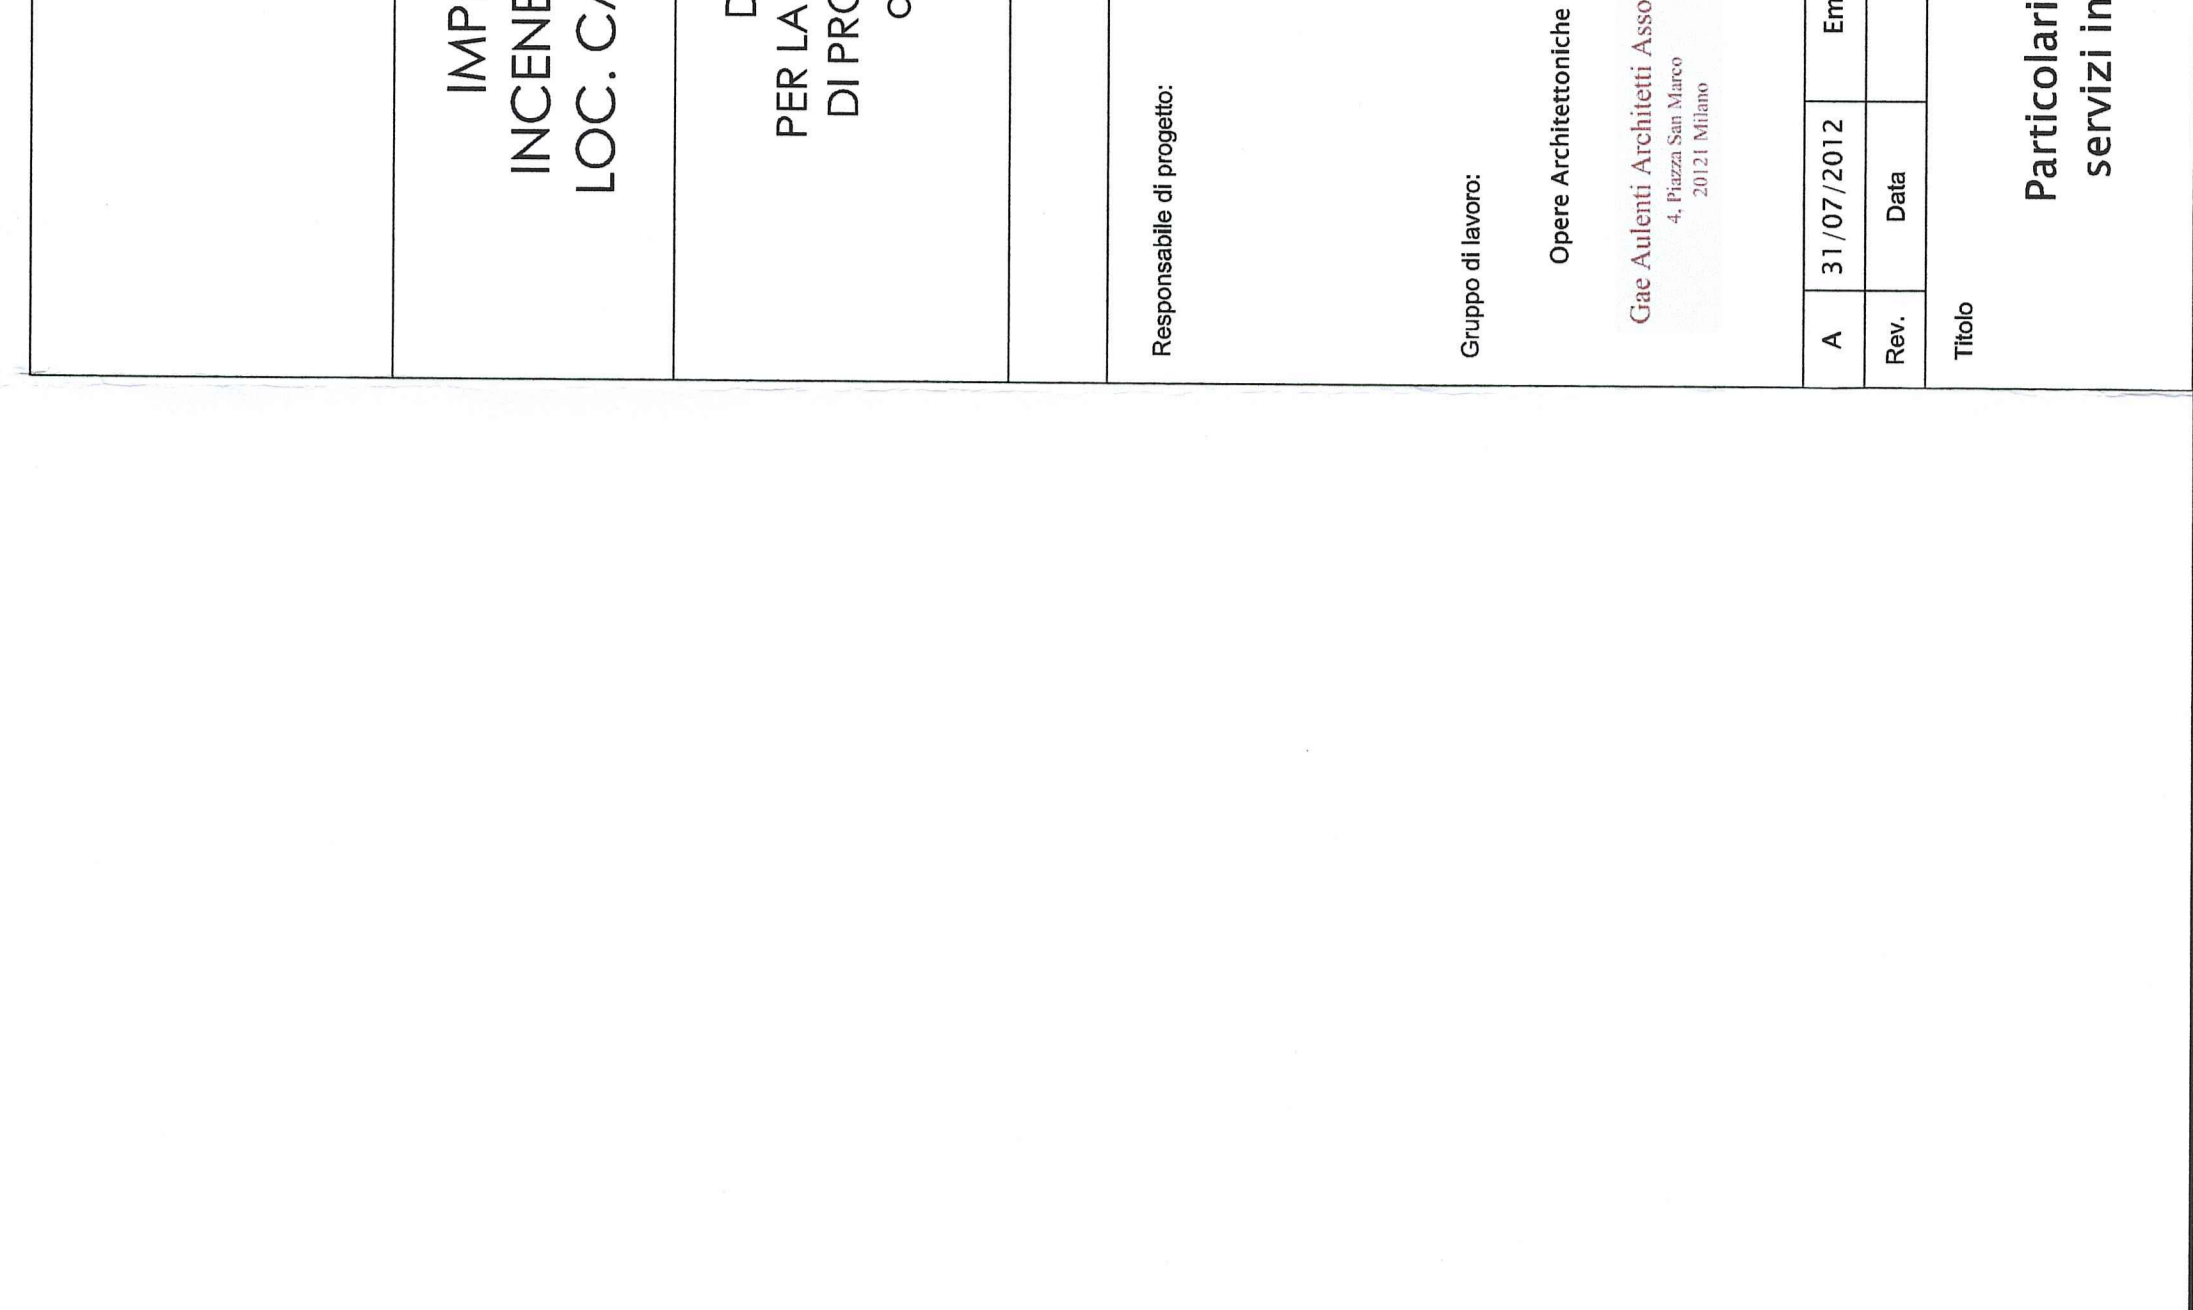 IMP
INCENE
LOC. CA
D
PER LA
DI PRO
C
Responsabile di progetto:
Gruppo di lavoro:
Opere Architettoniche
Gae Aulenti Architetti Asso
4, Piazza San Marco
20121 Milano
A 31/07/2012 Em
Rev. Data
Titolo
Particolari
servizi in